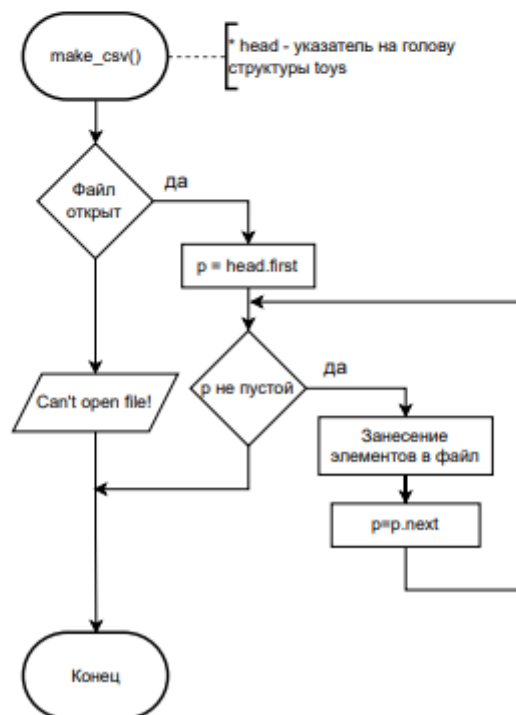 make_csv()
* head - указатель на голову
структуры toys
Файл
открыт
да
p = head.first
p не пустой
да
Can't open file!
Занесение
элементов в файл
p=p.next
Конец